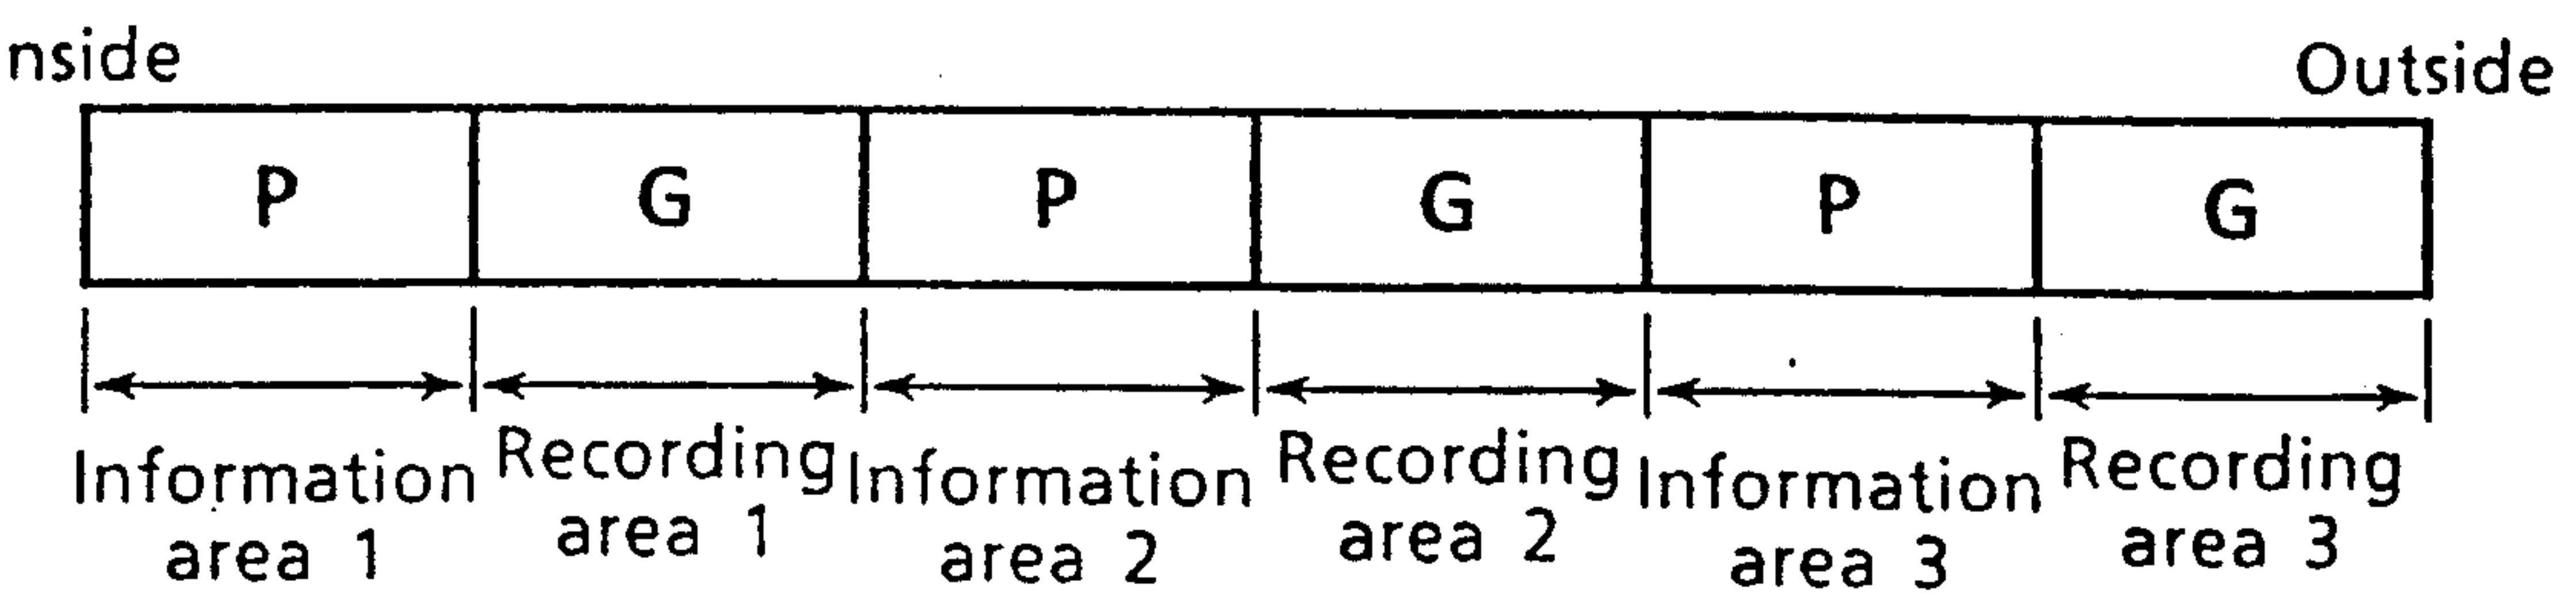 nside
Outside
P G P G P G
Information area 1
Recording area 1
Information area 2
Recording area 2
Information area 3
Recording area 3